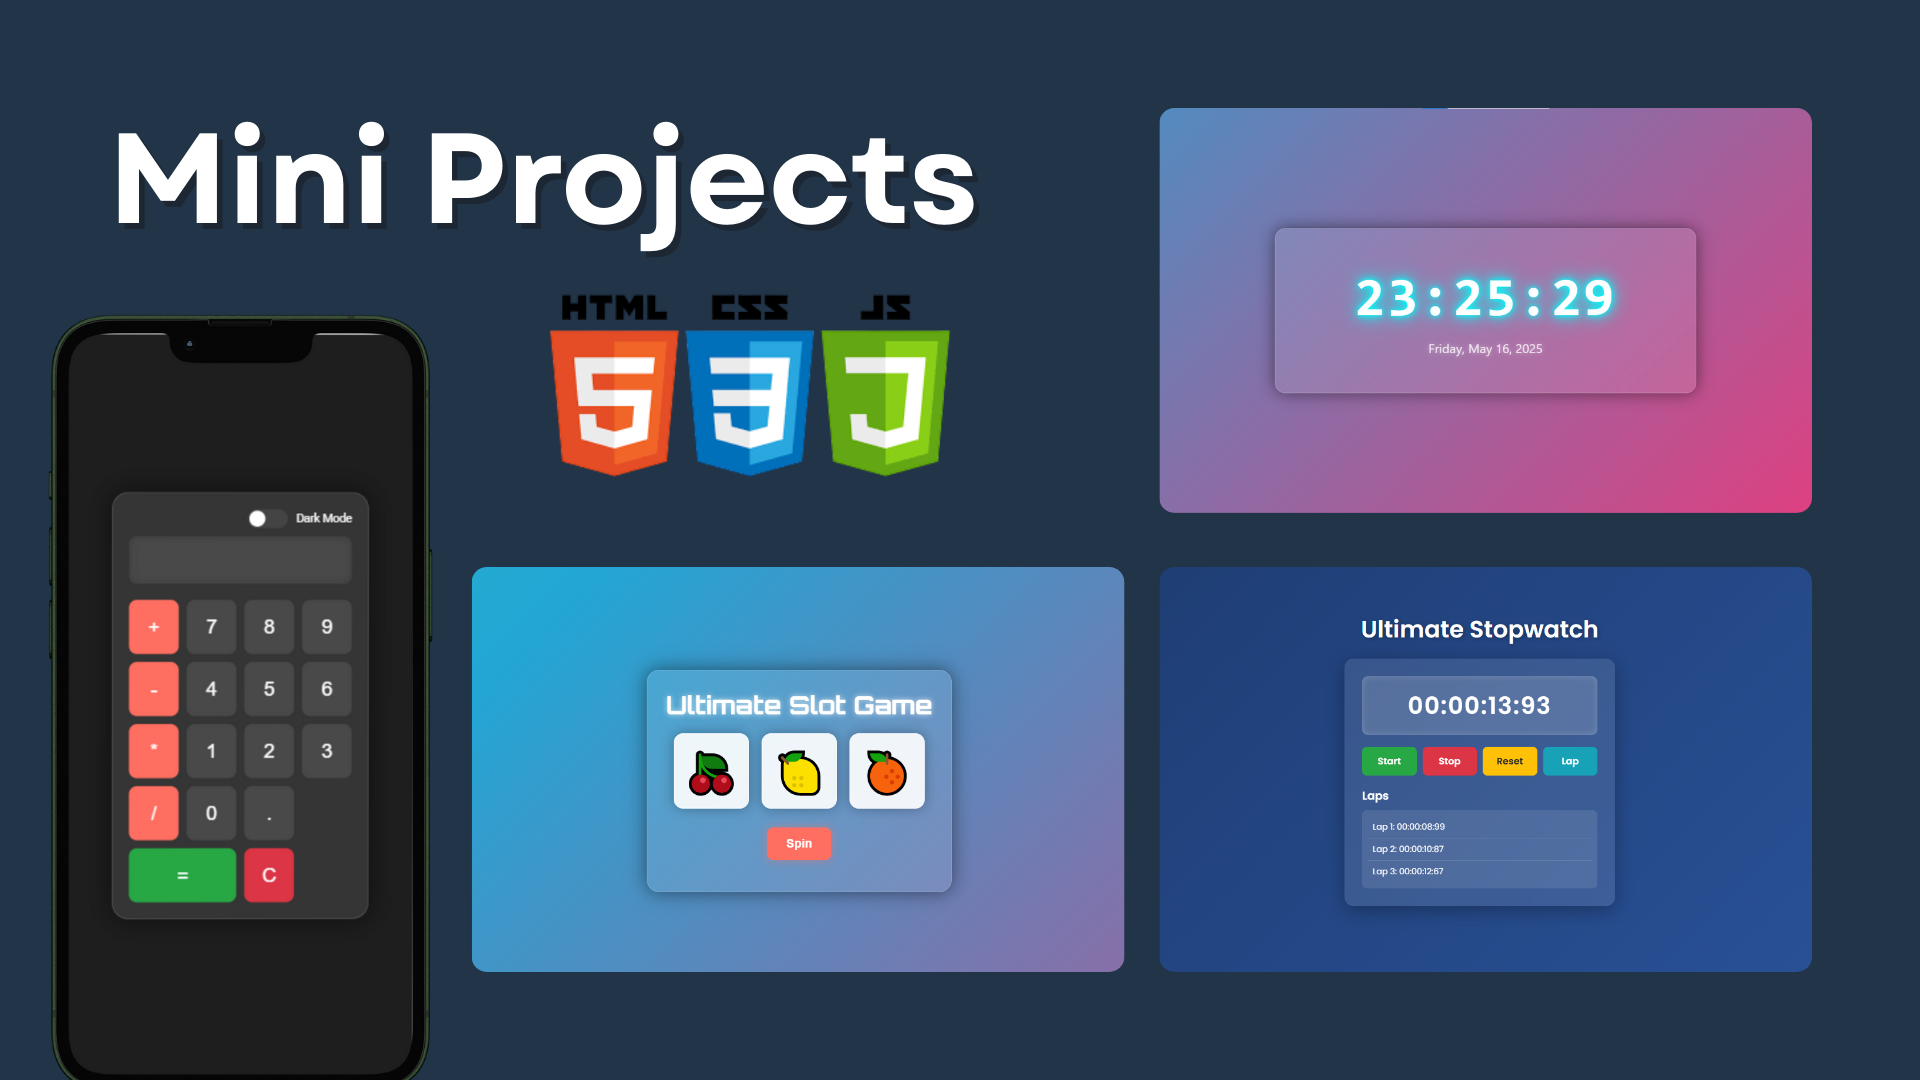 Mini Projects
HTML CSS JS
5 3 J
23:25:29
Friday, May 16, 2025
Dark Mode
+ 7 8 9
- 4 5 6
* 1 2 3
/ 0 .
= C
Ultimate Slot Game
Spin
Ultimate Stopwatch
00:00:13:93
Start Stop Reset Lap
Laps
Lap 1: 00:00:08:99
Lap 2: 00:00:10:87
Lap 3: 00:00:12:67